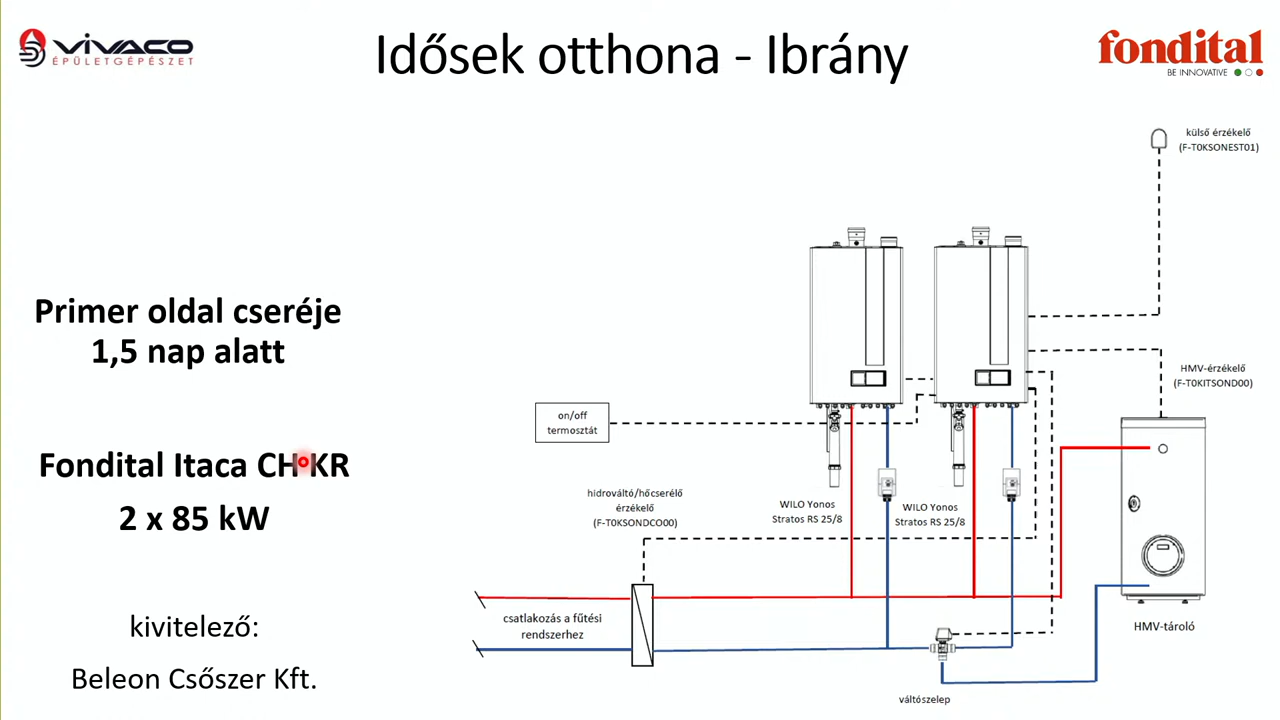 VIVACO
ÉPÜLETGÉPÉSZET
Idősek otthona - Ibrány
fondital
BE INNOVATIVE
külső érzékelő
(F-T0KSONEST01)
Primer oldal cseréje
1,5 nap alatt
HMV-érzékelő
(F-T0KITSOND00)
on/off
termosztát
Fondital Itaca CH KR
2 x 85 kW
hidrováltó/hőcserélő
érzékelő
(F-T0KSONDCO00)
WILO Yonos
Stratos RS 25/8
WILO Yonos
Stratos RS 25/8
csatlakozás a fűtési
rendszerhez
HMV-tároló
kivitelező:
Beleon Csőszer Kft.
váltószelep